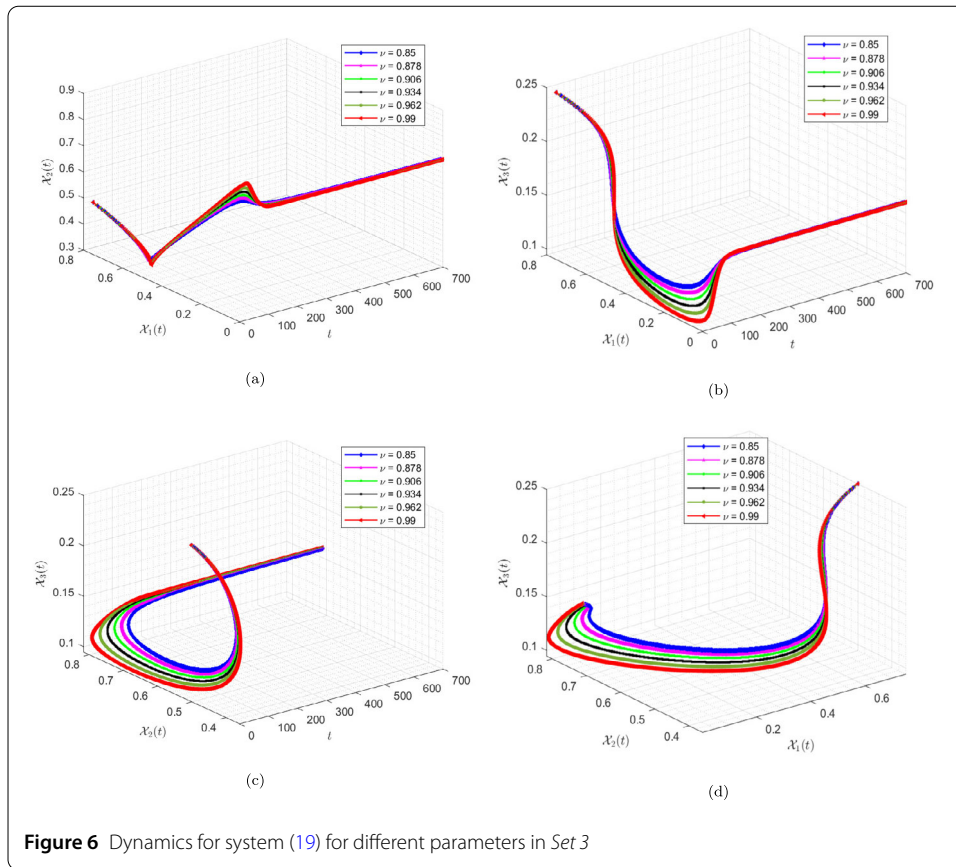 ν = 0.85
ν = 0.878
ν = 0.906
ν = 0.934
ν = 0.962
ν = 0.99
0.9
0.8
0.7
0.6
0.5
0.4
0.3
𝒳₂(t)
0.8
0.6
0.4
0.2
0
𝒳₁(t)
0
100
200
300
400
500
600
700
t
(a)
ν = 0.85
ν = 0.878
ν = 0.906
ν = 0.934
ν = 0.962
ν = 0.99
0.25
0.2
0.15
0.1
𝒳₃(t)
0.6
0.4
0.2
0
𝒳₁(t)
0
100
200
300
400
500
600
700
t
(b)
ν = 0.85
ν = 0.878
ν = 0.906
ν = 0.934
ν = 0.962
ν = 0.99
0.25
0.2
0.15
0.1
𝒳₃(t)
0.8
0.7
0.6
0.5
0.4
𝒳₂(t)
0
100
200
300
400
500
600
700
t
(c)
ν = 0.85
ν = 0.878
ν = 0.906
ν = 0.934
ν = 0.962
ν = 0.99
0.25
0.2
0.15
0.1
𝒳₃(t)
0.8
0.7
0.6
0.5
0.4
𝒳₂(t)
0.2
0.4
0.6
𝒳₁(t)
(d)
Figure 6 Dynamics for system (19) for different parameters in Set 3